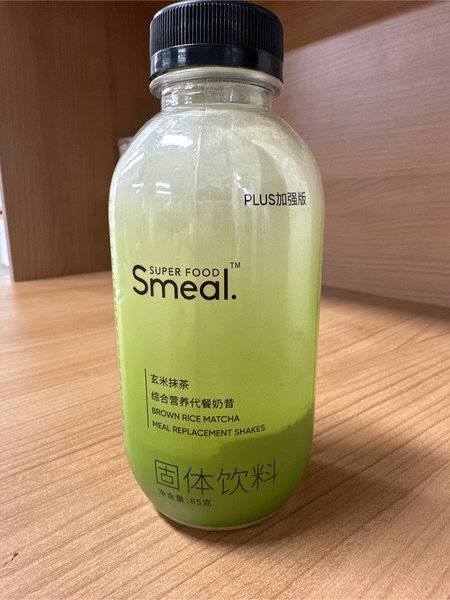 PLUS加强版
SUPER FOOD
Smeal.™
玄米抹茶
综合营养代餐奶昔
BROWN RICE MATCHA
MEAL REPLACEMENT SHAKES
固体饮料
净含量:85克